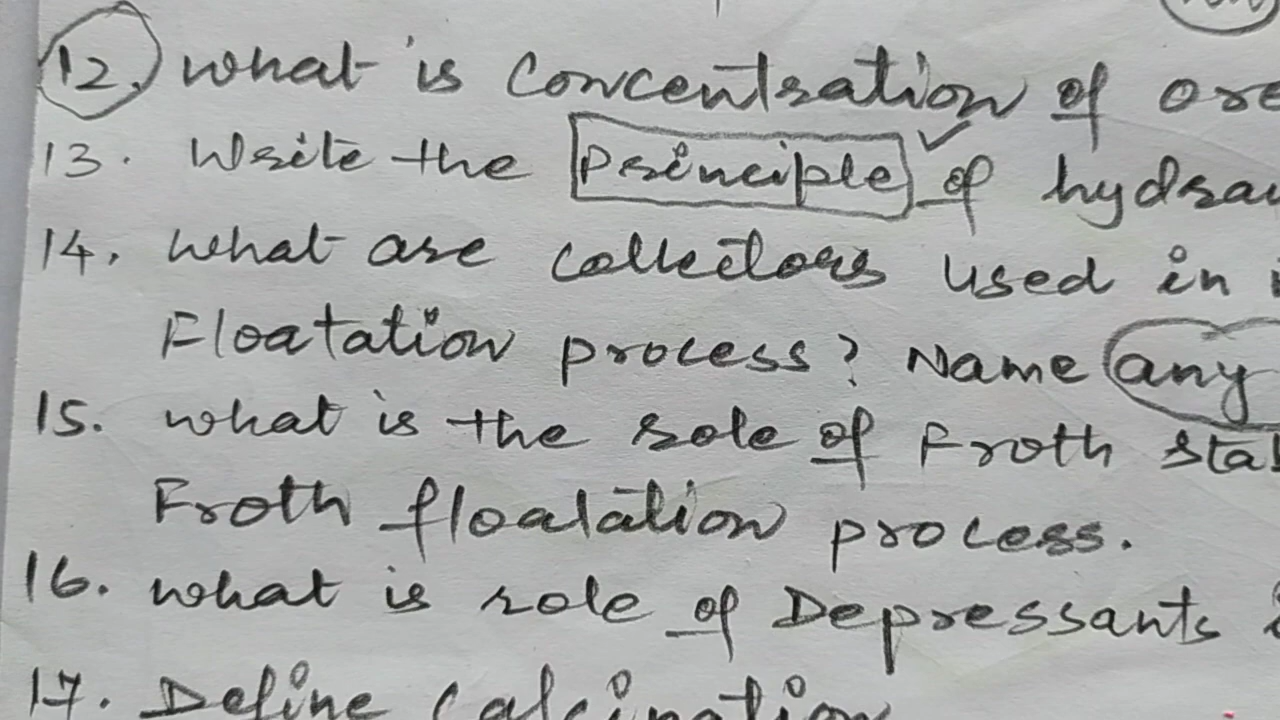 12. what is Concentration of ore
13. Write the Principle of hydrau
14. What are collectors used in
Floatation process? Name any
15. what is the role of Froth stab
Froth floatation process.
16. what is role of Depressants
17. Define Calcination